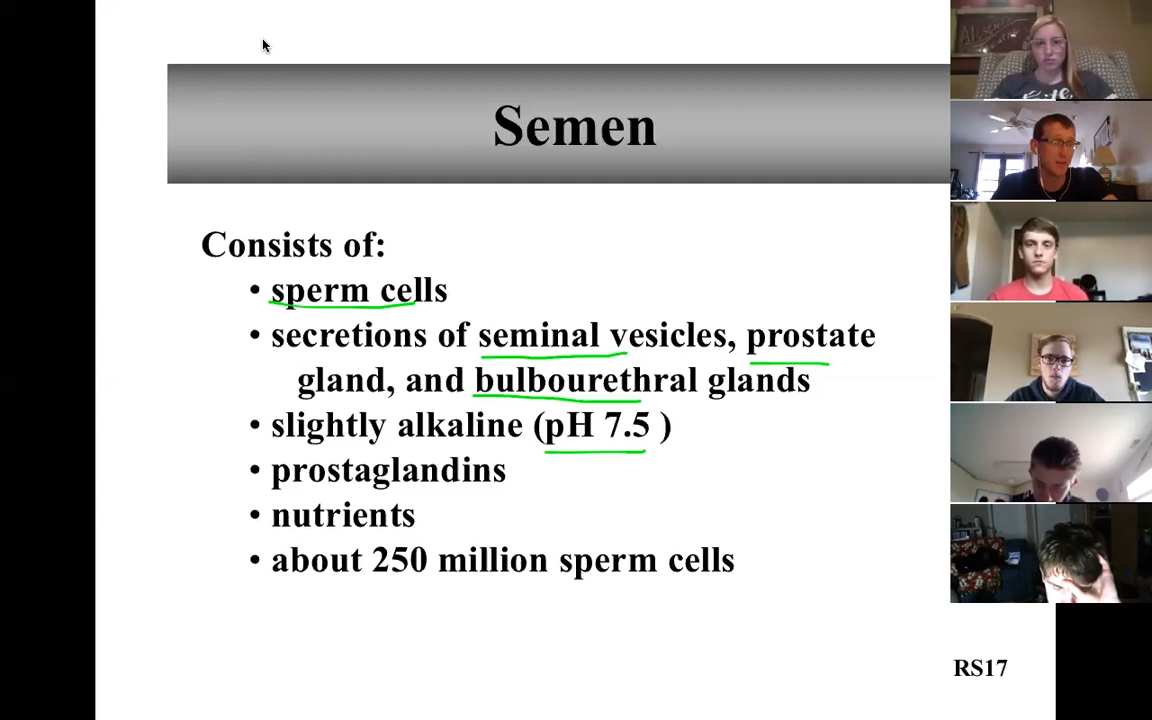 Semen
Consists of:
• sperm cells
• secretions of seminal vesicles, prostate
gland, and bulbourethral glands
• slightly alkaline (pH 7.5 )
• prostaglandins
• nutrients
• about 250 million sperm cells
RS17